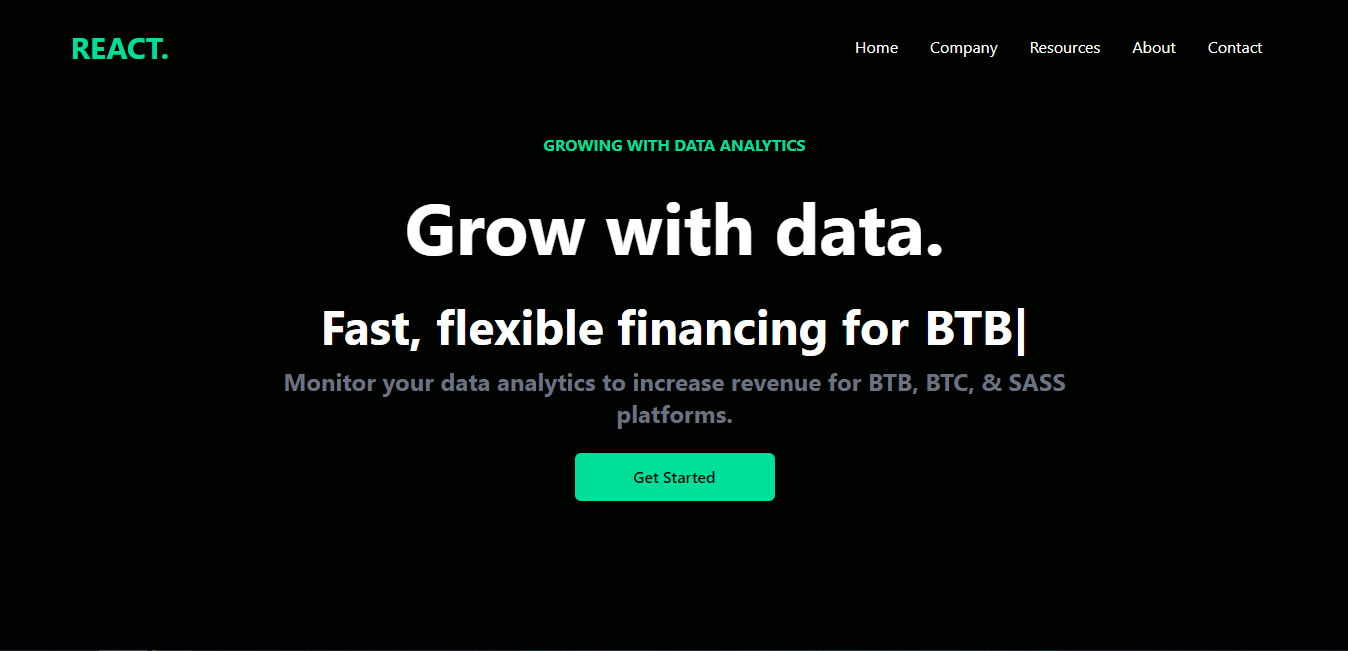 REACT.
Home
Company
Resources
About
Contact
GROWING WITH DATA ANALYTICS
Grow with data.
Fast, flexible financing for BTB|
Monitor your data analytics to increase revenue for BTB, BTC, & SASS
platforms.
Get Started